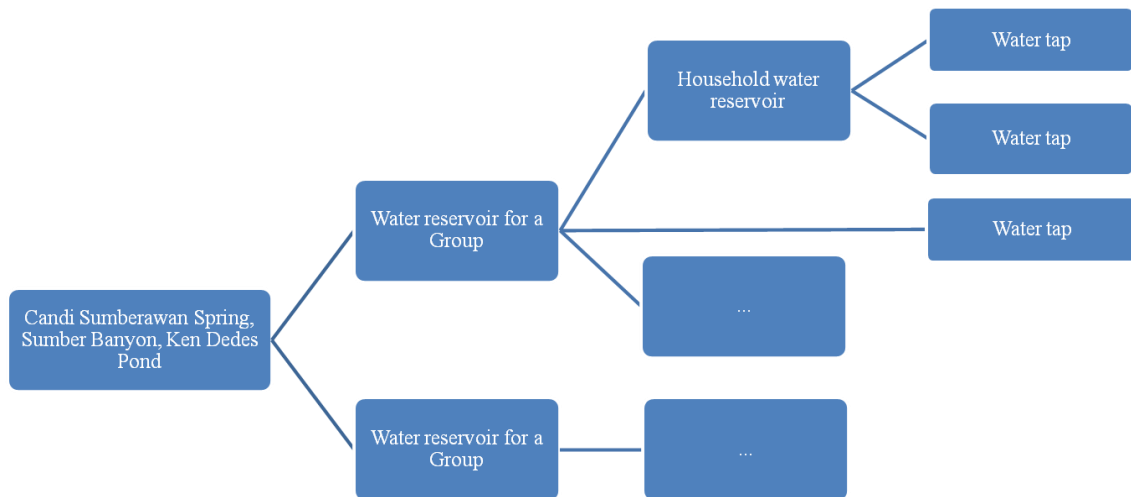 Candi Sumberawan Spring,
Sumber Banyon, Ken Dedes
Pond
Water reservoir for a
Group
Household water
reservoir
Water tap
Water tap
Water tap
...
Water reservoir for a
Group
...